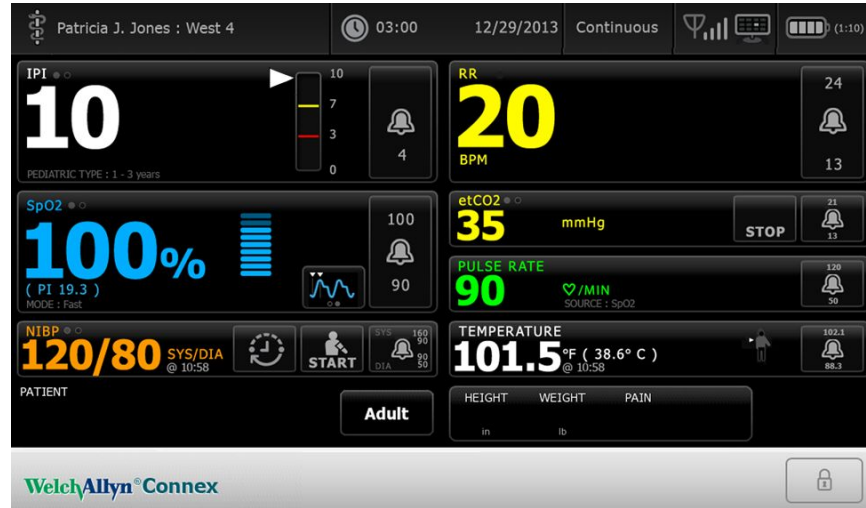 Patricia J. Jones : West 4
03:00
12/29/2013
Continuous
(1:10)
IPI
10
10
7
3
0
4
PEDIATRIC TYPE : 1 - 3 years
RR
20
BPM
24
13
SpO2
100%
( PI 19.3 )
MODE : Fast
100
90
etCO2
35
mmHg
STOP
21
13
PULSE RATE
90
/MIN
SOURCE : SpO2
120
50
NIBP
120/80 SYS/DIA
@ 10:58
START
SYS 160
90
DIA 90
50
TEMPERATURE
101.5 °F ( 38.6° C )
@ 10:58
102.1
88.3
PATIENT
Adult
HEIGHT WEIGHT PAIN
in lb
WelchAllyn® Connex